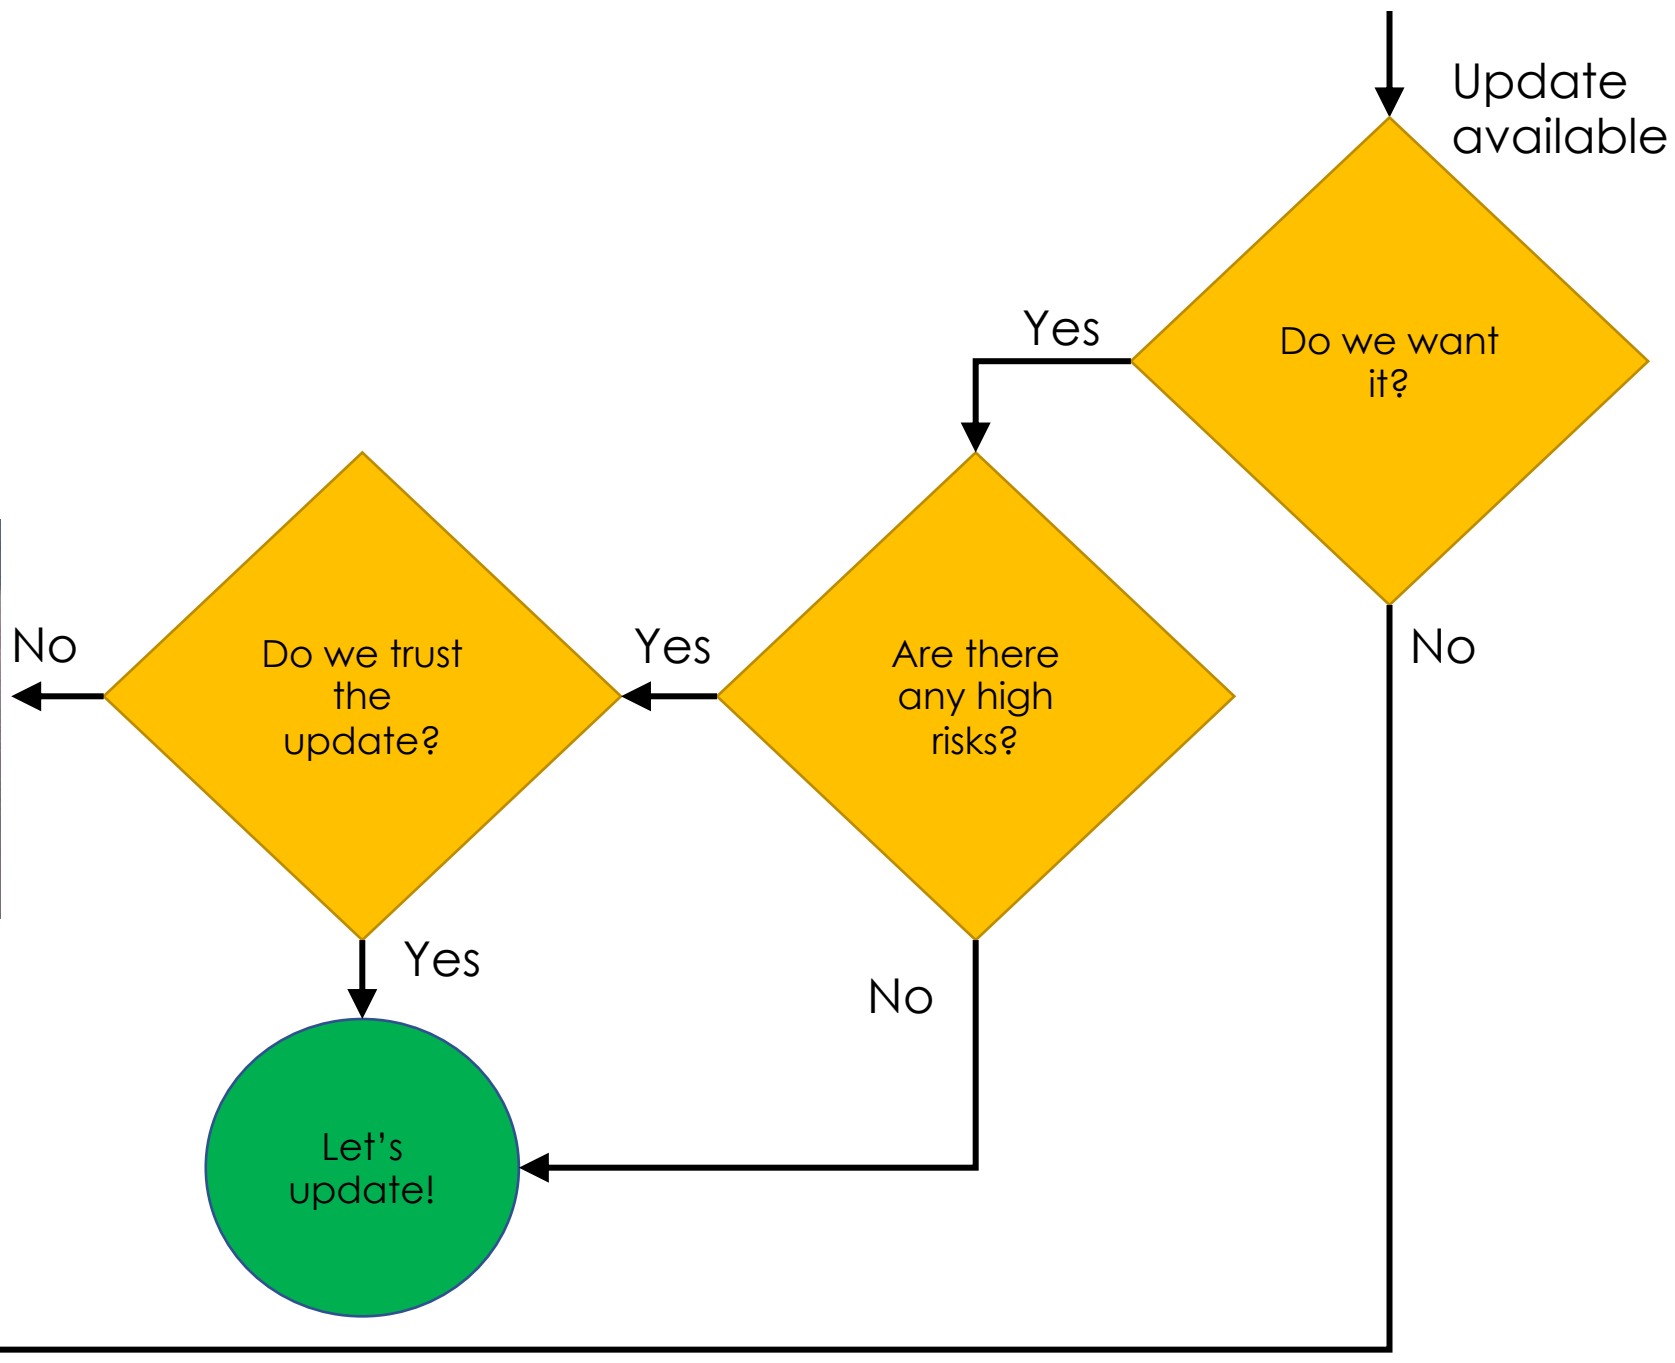 Update
available
Do we want
it?
Yes
No
Are there
any high
risks?
Yes
No
Do we trust
the
update?
No
Yes
Let’s
update!